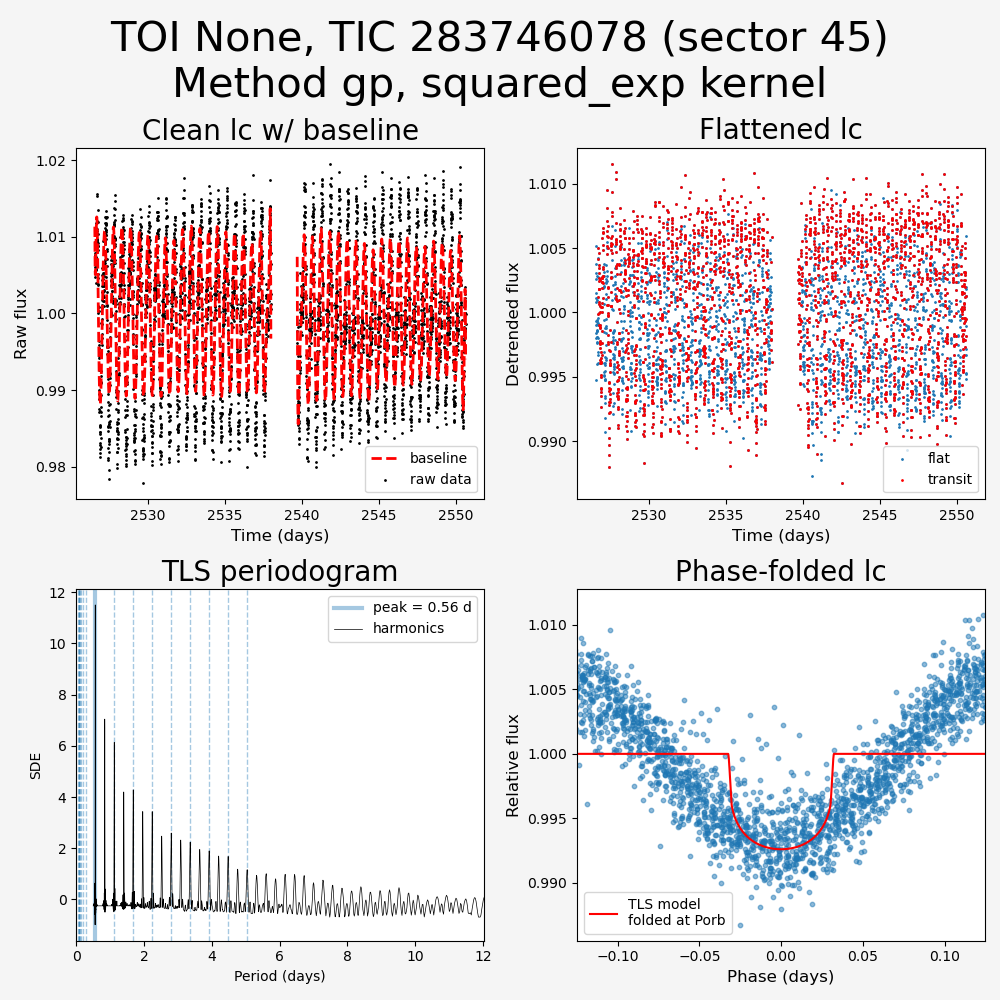 TOI None, TIC 283746078 (sector 45)
Method gp, squared_exp kernel
Clean lc w/ baseline
Raw flux
1.02
1.01
1.00
0.99
0.98
baseline
raw data
2530
2535
2540
2545
2550
Time (days)
Flattened lc
Detrended flux
1.010
1.005
1.000
0.995
0.990
flat
transit
2530
2535
2540
2545
2550
Time (days)
TLS periodogram
SDE
12
10
8
6
4
2
0
peak = 0.56 d
harmonics
0
2
4
6
8
10
12
Period (days)
Phase-folded lc
Relative flux
1.010
1.005
1.000
0.995
0.990
TLS model
folded at Porb
−0.10
−0.05
0.00
0.05
0.10
Phase (days)